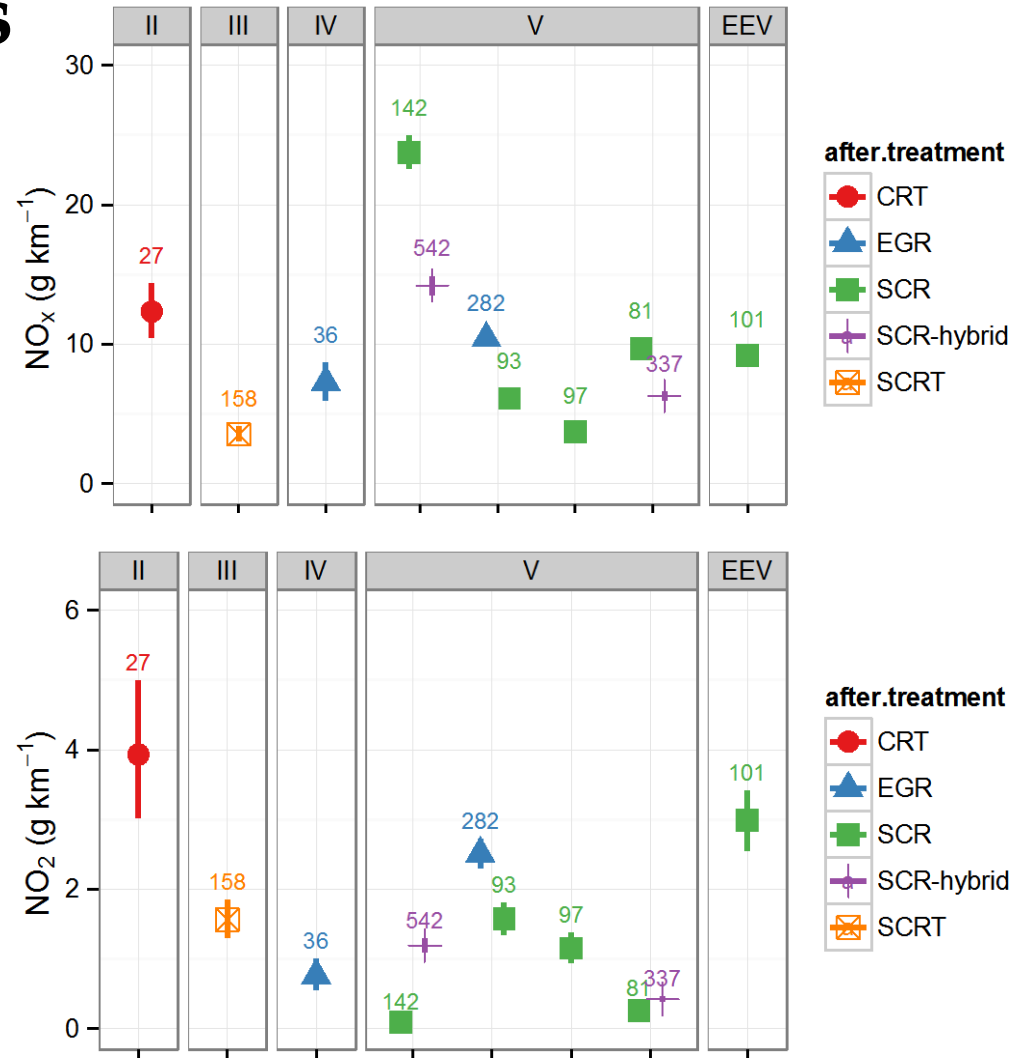 s
II III IV V EEV
30
20
10
0
NOₓ (g km⁻¹)
27
158
36
142
542
282
93
97
81
337
101
after.treatment
CRT
EGR
SCR
SCR-hybrid
SCRT
II III IV V EEV
6
4
2
0
NO₂ (g km⁻¹)
27
158
36
142
542
282
93
97
81
337
101
after.treatment
CRT
EGR
SCR
SCR-hybrid
SCRT